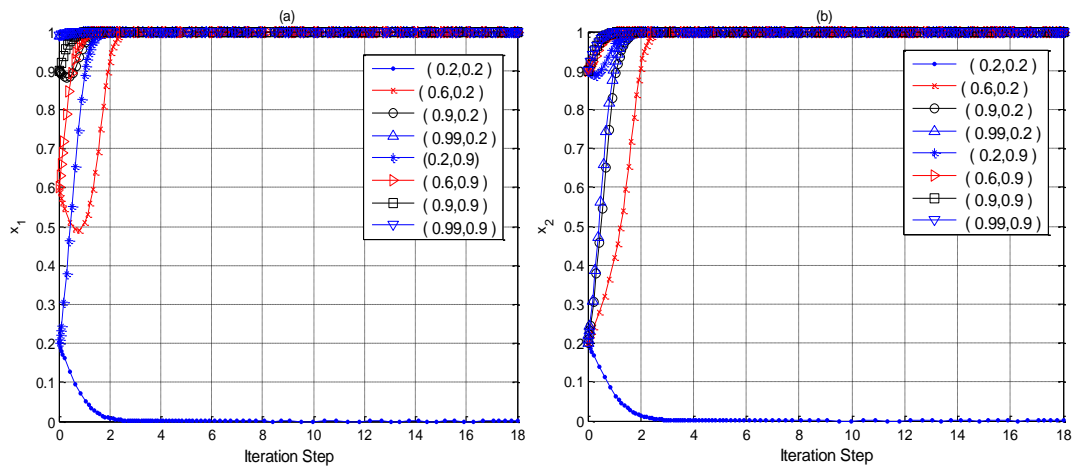 (a)
1
0.9
0.8
0.7
0.6
0.5
0.4
0.3
0.2
0.1
0
x_1
0 2 4 6 8 10 12 14 16 18
Iteration Step
( 0.2,0.2 )
( 0.6,0.2 )
( 0.9,0.2 )
( 0.99,0.2 )
(0.2,0.9)
( 0.6,0.9 )
( 0.9,0.9 )
( 0.99,0.9 )
(b)
1
0.9
0.8
0.7
0.6
0.5
0.4
0.3
0.2
0.1
0
x_2
0 2 4 6 8 10 12 14 16 18
Iteration Step
( 0.2,0.2 )
( 0.6,0.2 )
( 0.9,0.2 )
( 0.99,0.2 )
( 0.2,0.9 )
( 0.6,0.9 )
( 0.9,0.9 )
( 0.99,0.9 )